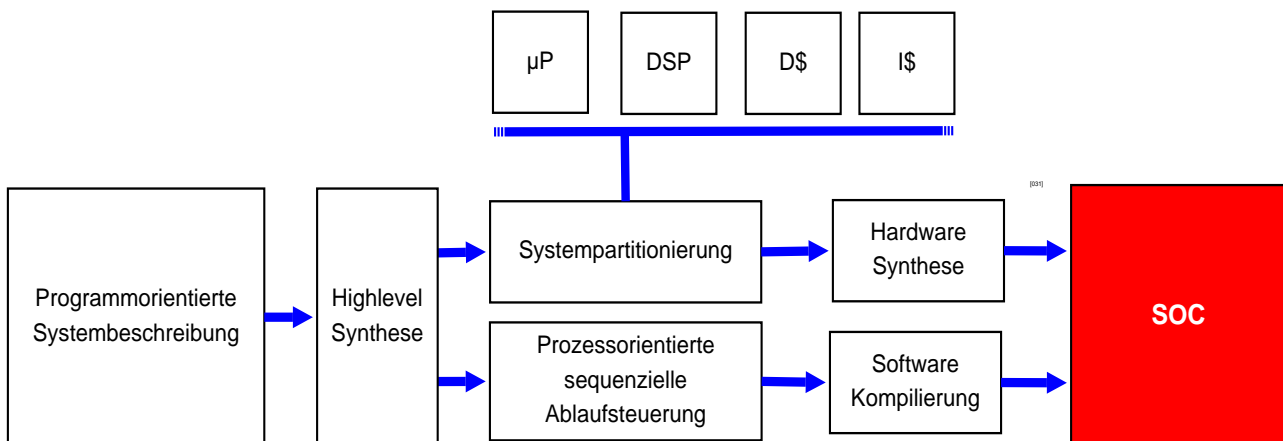 µP
DSP
D$
I$
[031]
Programmorientierte
Systembeschreibung
Highlevel
Synthese
Systempartitionierung
Hardware
Synthese
Prozessorientierte
sequenzielle
Ablaufsteuerung
Software
Kompilierung
SOC